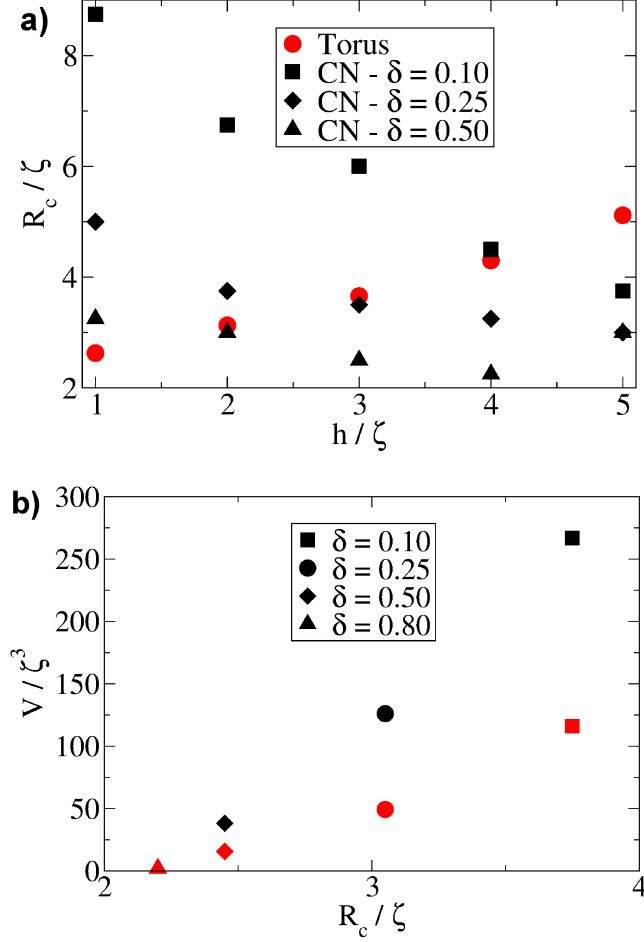 a)
8
6
4
2
R_c / ζ
Torus
CN - δ = 0.10
CN - δ = 0.25
CN - δ = 0.50
1 2 3 4 5
h / ζ
b)
300
250
200
150
100
50
0
V / ζ^3
δ = 0.10
δ = 0.25
δ = 0.50
δ = 0.80
2 3 4
R_c / ζ